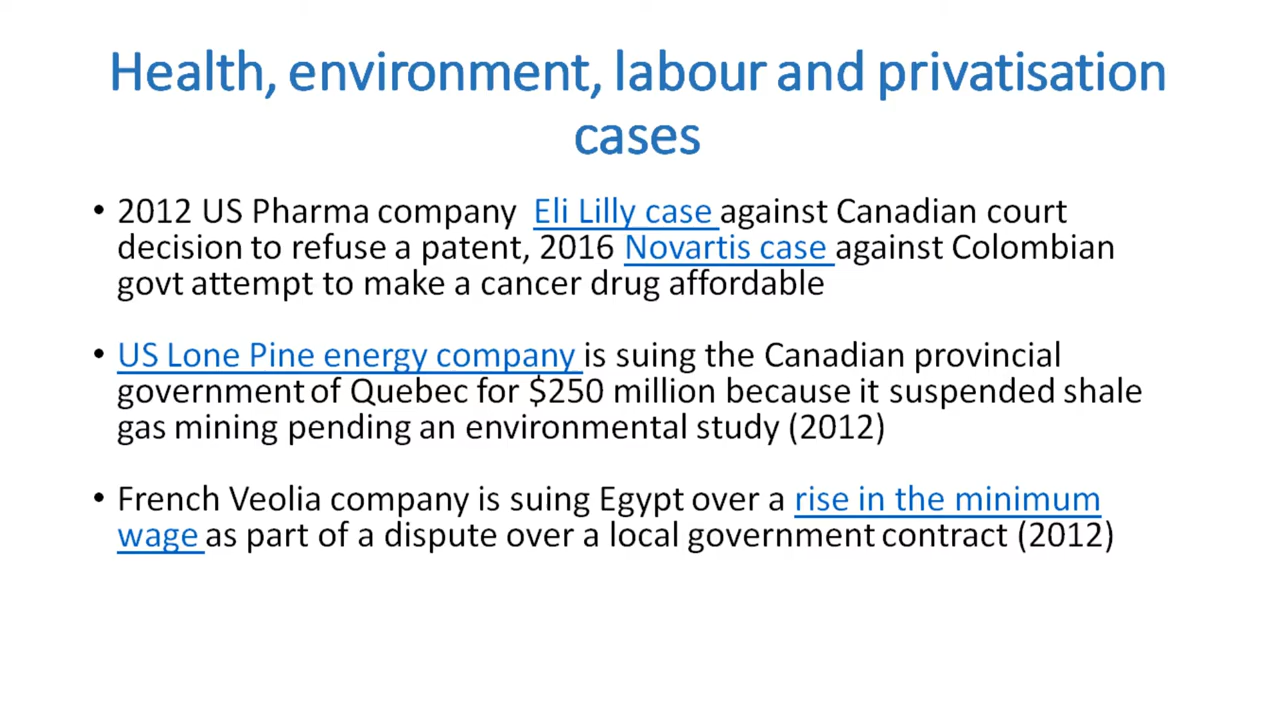 Health, environment, labour and privatisation
cases
• 2012 US Pharma company Eli Lilly case against Canadian court
decision to refuse a patent, 2016 Novartis case against Colombian
govt attempt to make a cancer drug affordable
• US Lone Pine energy company is suing the Canadian provincial
government of Quebec for $250 million because it suspended shale
gas mining pending an environmental study (2012)
• French Veolia company is suing Egypt over a rise in the minimum
wage as part of a dispute over a local government contract (2012)